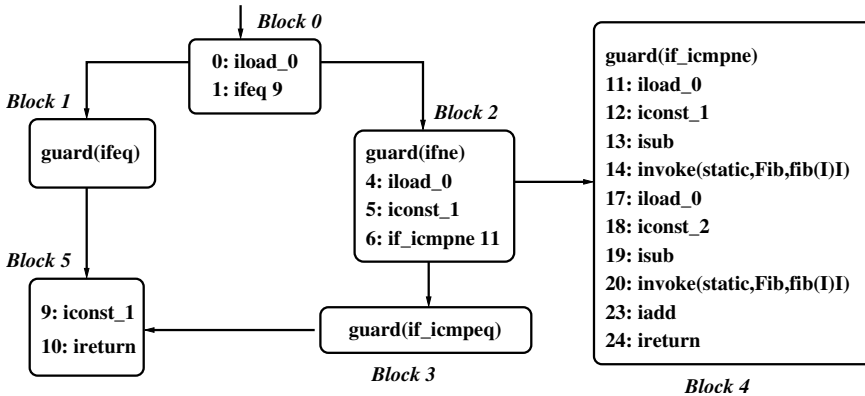 Block 0
0: iload_0
1: ifeq 9
Block 1
guard(ifeq)
Block 2
guard(ifne)
4: iload_0
5: iconst_1
6: if_icmpne 11
Block 5
9: iconst_1
10: ireturn
guard(if_icmpeq)
Block 3
guard(if_icmpne)
11: iload_0
12: iconst_1
13: isub
14: invoke(static,Fib,fib(I)I)
17: iload_0
18: iconst_2
19: isub
20: invoke(static,Fib,fib(I)I)
23: iadd
24: ireturn
Block 4